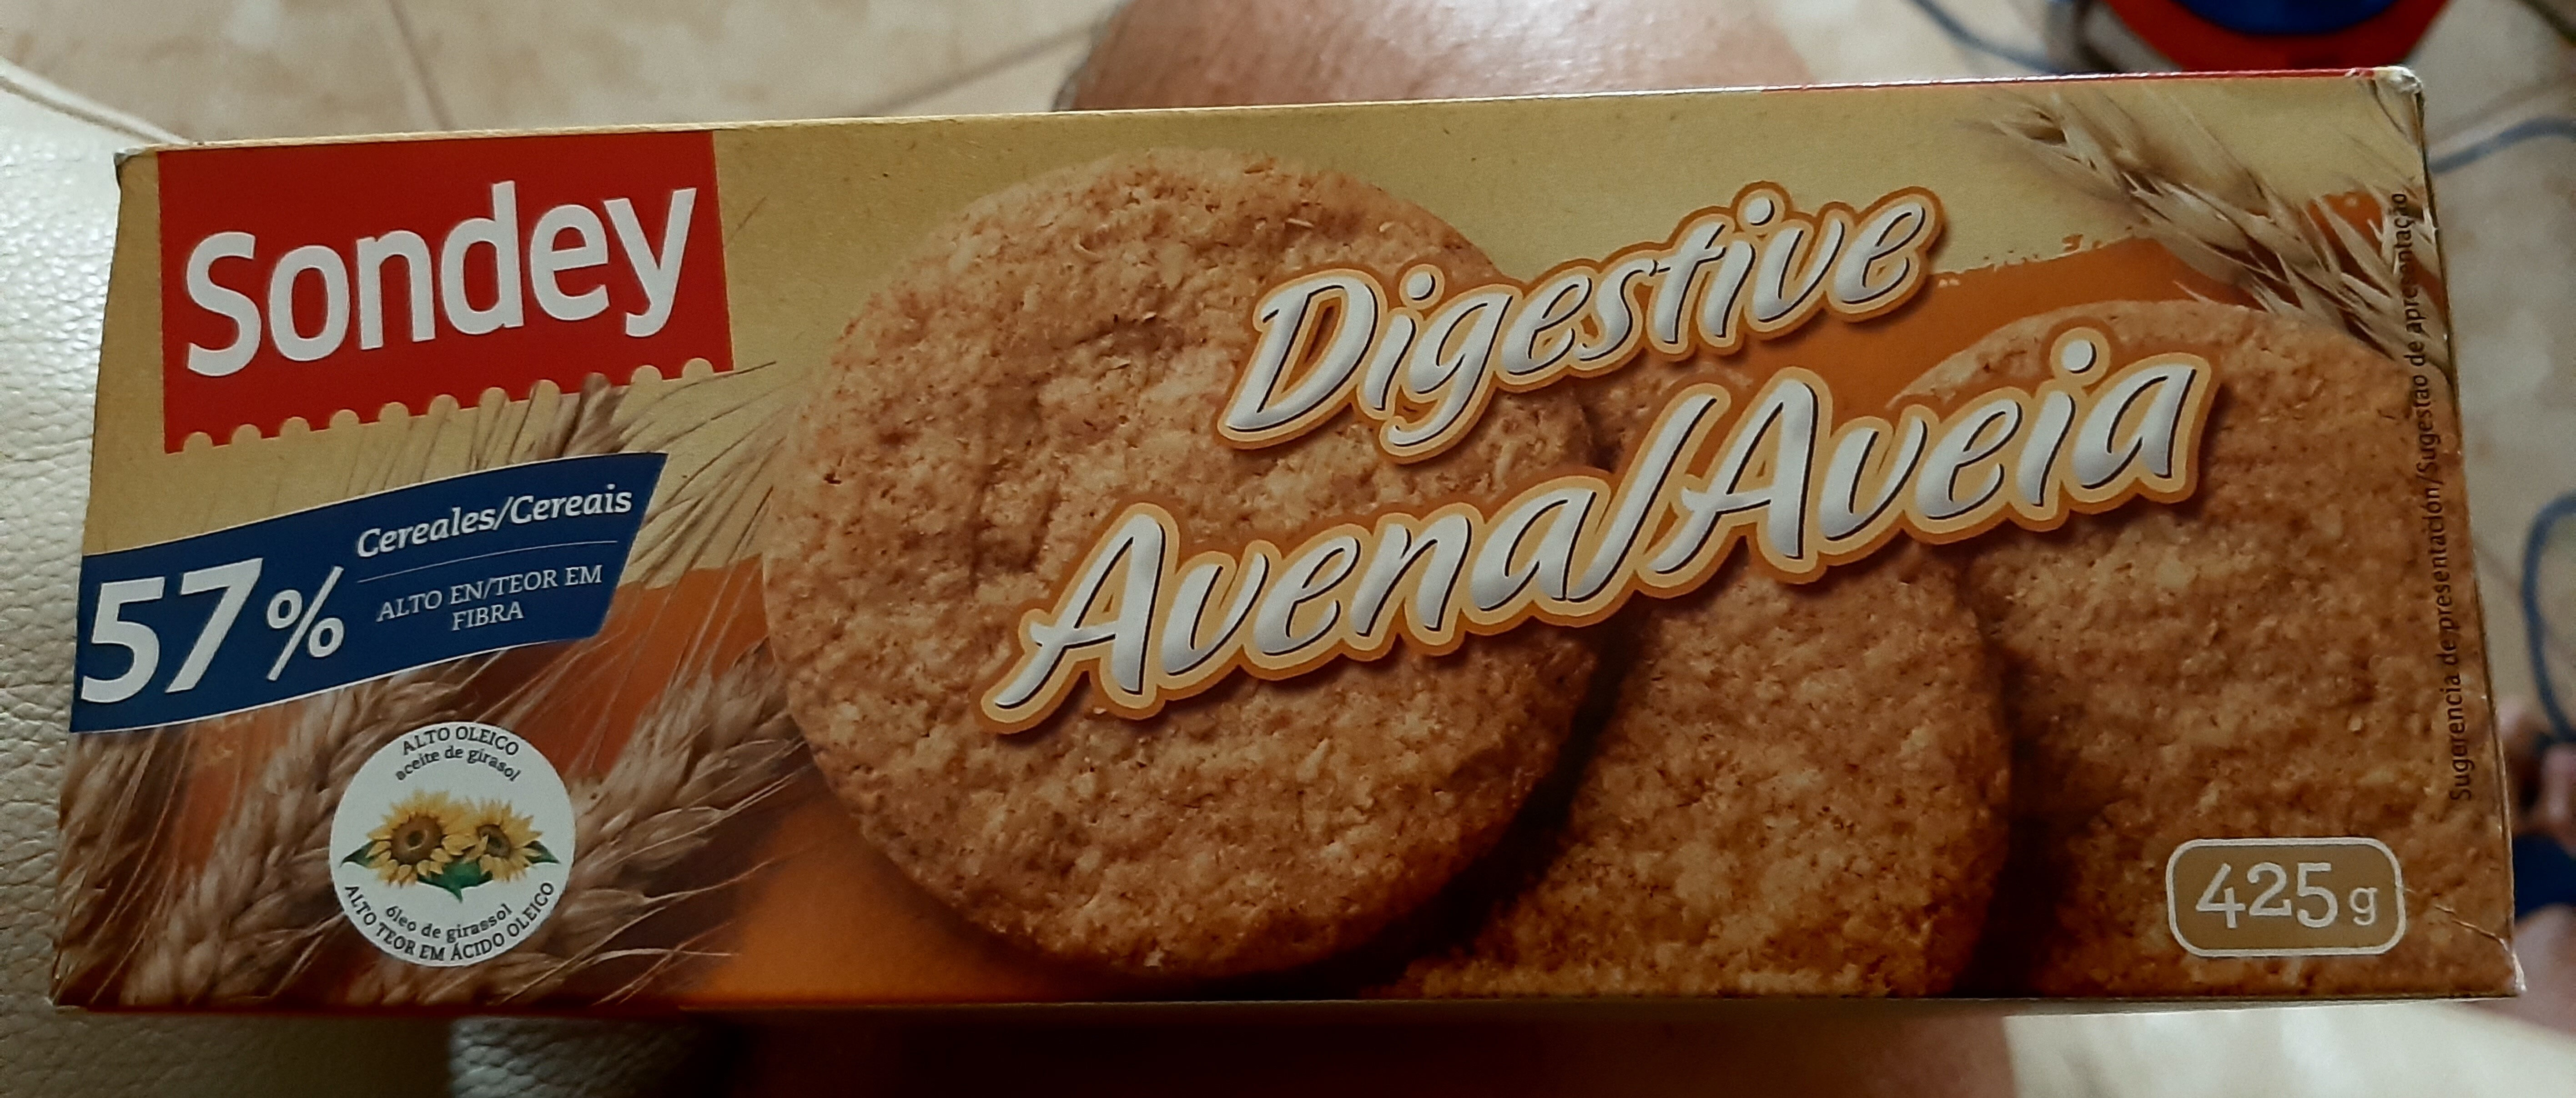 Sondey
57%
Cereales/Cereais
ALTO EN/TEOR EM
FIBRA
ALTO OLEICO
aceite de girasol
óleo de girassol
ALTO TEOR EM ÁCIDO OLEICO
Digestive
Avena/Aveia
425g
Sugerencia de presentación/Sugestão de apresentação